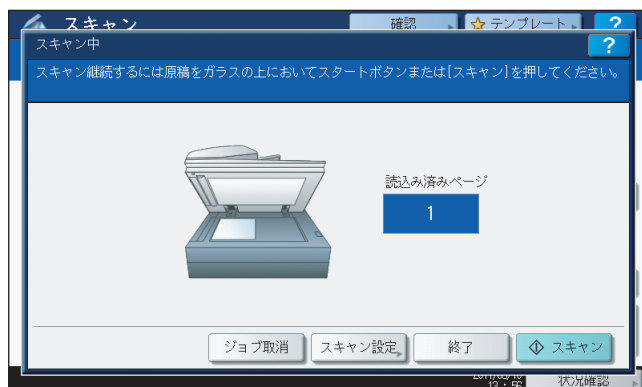 スキャン
確認
テンプレート
?
スキャン中
?
スキャン継続するには原稿をガラスの上においてスタートボタンまたは[スキャン]を押してください。
読込み済みページ
1
ジョブ取消
スキャン設定
終了
スキャン
状況確認